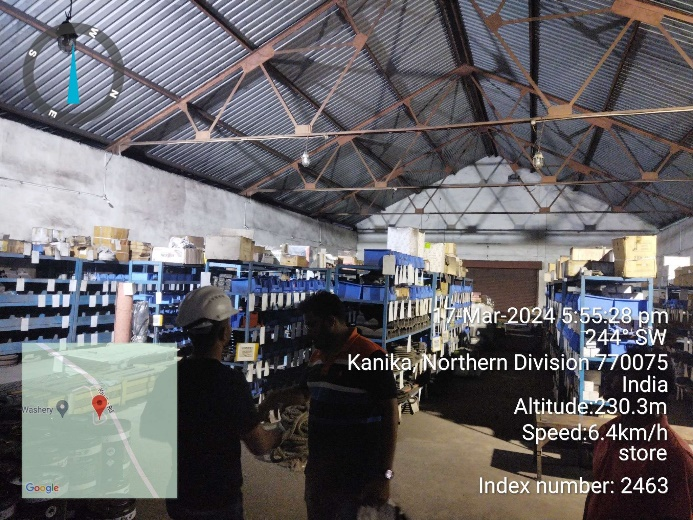 W
S
N
E
17-Mar-2024 5:55:28 pm
244° SW
Kanika, Northern Division 770075
India
Altitude:230.3m
Speed:6.4km/h
store
Index number: 2463
Washery
Google